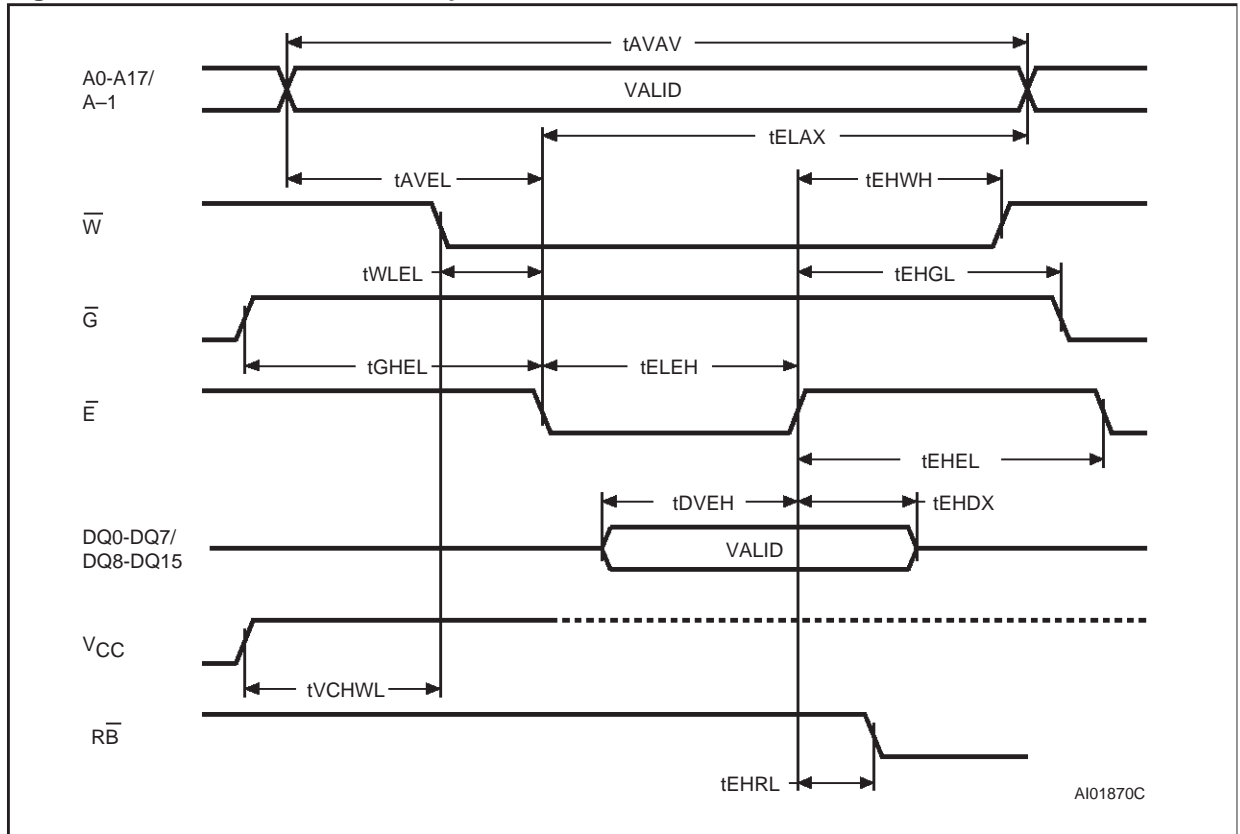 tAVAV
A0-A17/
A–1
VALID
tELAX
tAVEL
tEHWH
W̅
tWLEL
tEHGL
G̅
tGHEL
tELEH
E̅
tEHEL
tDVEH
tEHDX
DQ0-DQ7/
DQ8-DQ15
VALID
VCC
tVCHWL
RB̅
tEHRL
AI01870C